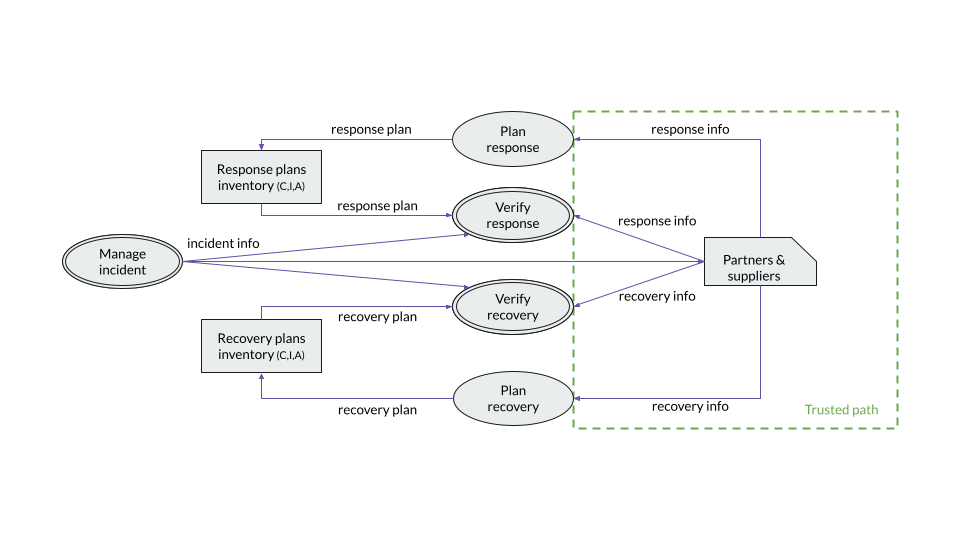 response plan
Plan
response
response info
Response plans
inventory (C,I,A)
response plan
Verify
response
response info
incident info
Manage
incident
Partners &
suppliers
Verify
recovery
recovery info
recovery plan
Recovery plans
inventory (C,I,A)
Plan
recovery
recovery plan
recovery info
Trusted path